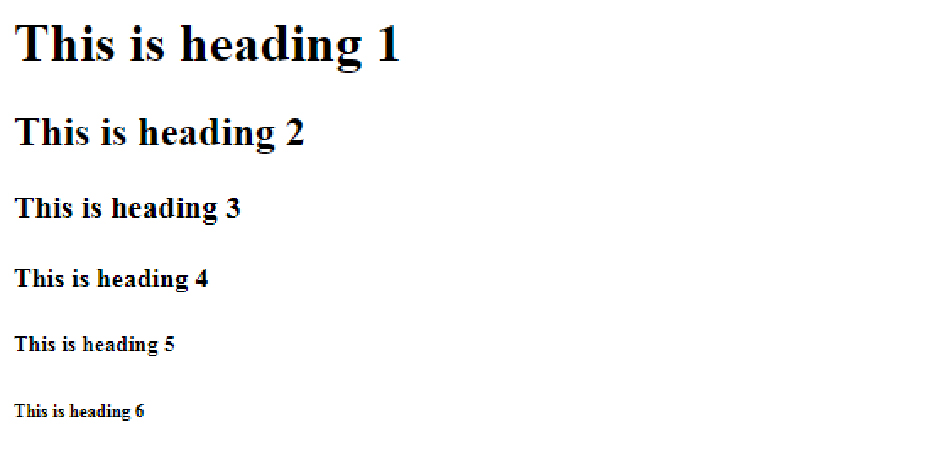 This is heading 1
This is heading 2
This is heading 3
This is heading 4
This is heading 5
This is heading 6